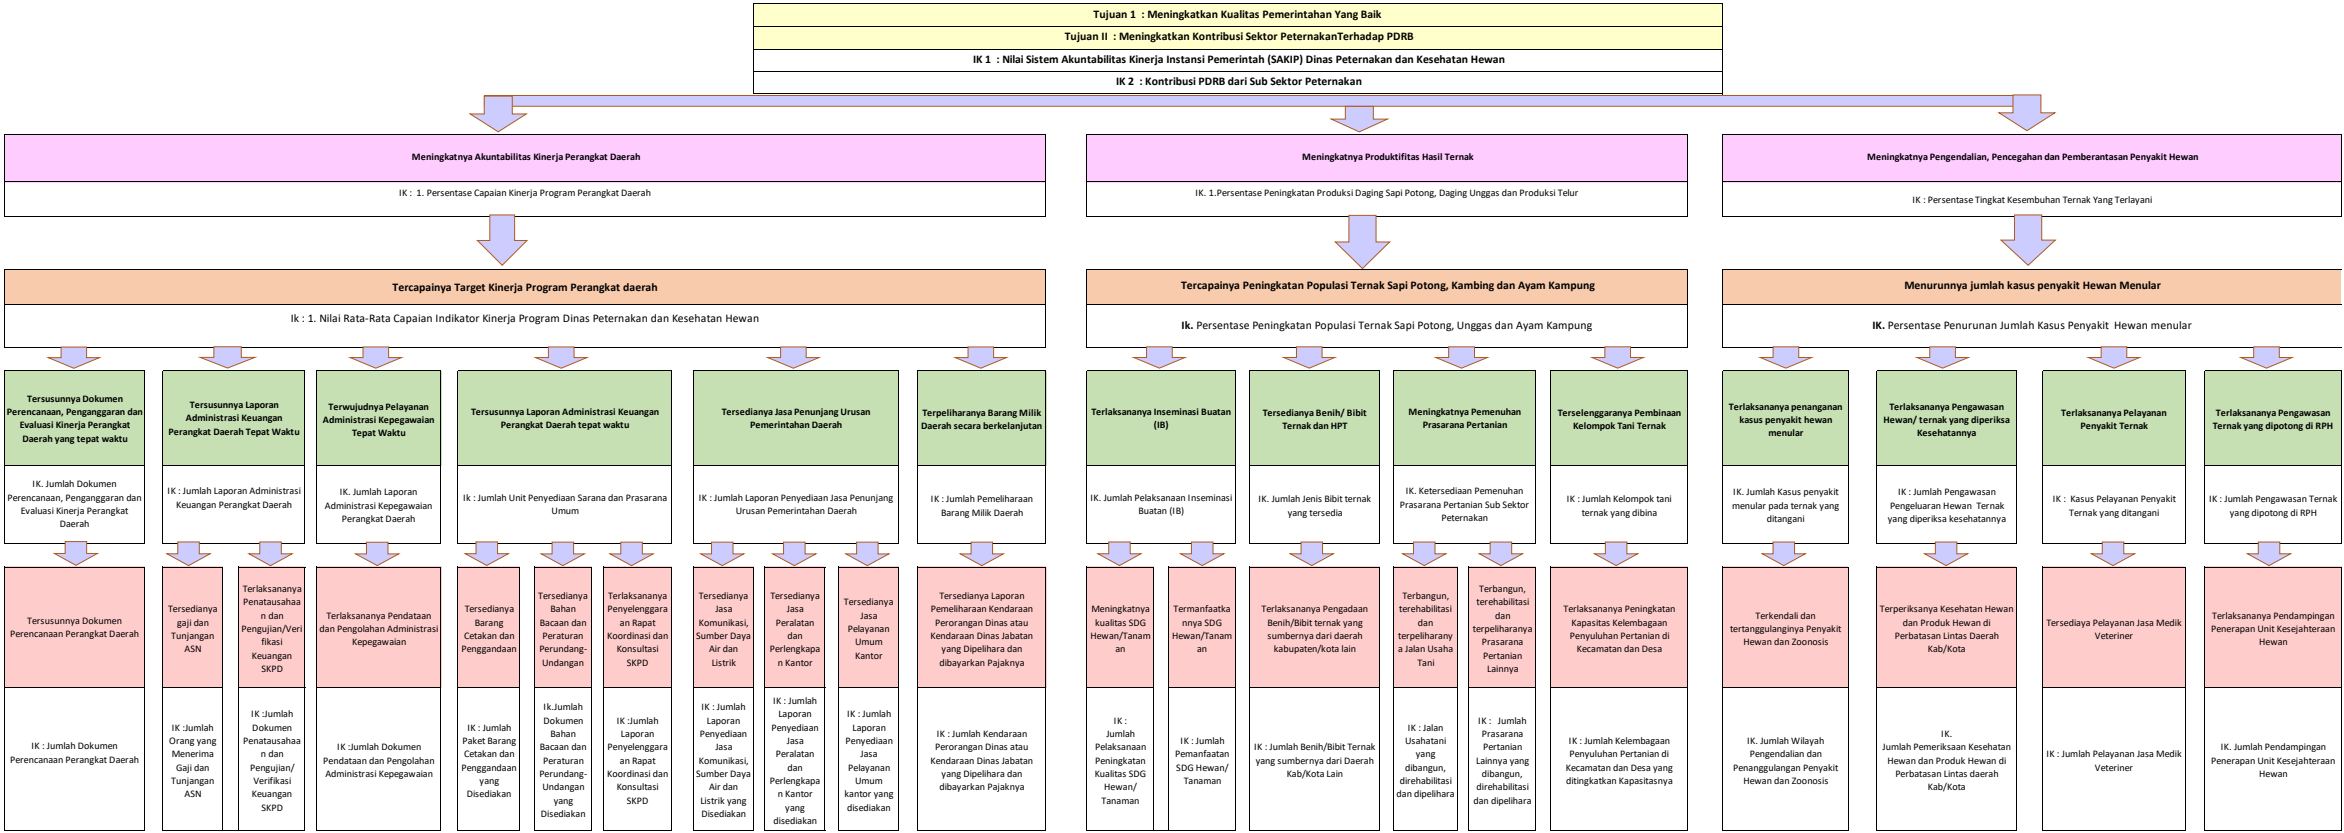 Tujuan 1 : Meningkatkan Kualitas Pemerintahan Yang Baik
Tujuan II : Meningkatkan Kontribusi Sektor PeternakanTerhadap PDRB
IK 1 : Nilai Sistem Akuntabilitas Kinerja Instansi Pemerintah (SAKIP) Dinas Peternakan dan Kesehatan Hewan
IK 2 : Kontribusi PDRB dari Sub Sektor Peternakan
Meningkatnya Akuntabilitas Kinerja Perangkat Daerah
IK : 1. Persentase Capaian Kinerja Program Perangkat Daerah
Meningkatnya Produktifitas Hasil Ternak
IK. 1.Persentase Peningkatan Produksi Daging Sapi Potong, Daging Unggas dan Produksi Telur
Meningkatnya Pengendalian, Pencegahan dan Pemberantasan Penyakit Hewan
IK : Persentase Tingkat Kesembuhan Ternak Yang Terlayani
Tercapainya Target Kinerja Program Perangkat daerah
Ik : 1. Nilai Rata-Rata Capaian Indikator Kinerja Program Dinas Peternakan dan Kesehatan Hewan
Tercapainya Peningkatan Populasi Ternak Sapi Potong, Kambing dan Ayam Kampung
Ik. Persentase Peningkatan Populasi Ternak Sapi Potong, Unggas dan Ayam Kampung
Menurunnya jumlah kasus penyakit Hewan Menular
IK. Persentase Penurunan Jumlah Kasus Penyakit Hewan menular
Tersusunnya Dokumen
Perencanaan, Penganggaran dan
Evaluasi Kinerja Perangkat
Daerah yang tepat waktu
Tersusunnya Laporan
Administrasi Keuangan
Perangkat Daerah Tepat Waktu
Terwujudnya Pelayanan
Administrasi Kepegawaian
Tepat Waktu
Tersusunnya Laporan Administrasi Keuangan
Perangkat Daerah tepat waktu
Tersedianya Jasa Penunjang Urusan
Pemerintahan Daerah
Terpeliharanya Barang Milik
Daerah secara berkelanjutan
Terlaksananya Inseminasi Buatan
(IB)
Tersedianya Benih/ Bibit
Ternak dan HPT
Meningkatnya Pemenuhan
Prasarana Pertanian
Terselenggaranya Pembinaan
Kelompok Tani Ternak
Terlaksananya penanganan
kasus penyakit hewan
menular
Terlaksananya Pengawasan
Hewan/ ternak yang diperiksa
Kesehatannya
Terlaksananya Pelayanan
Penyakit Ternak
Terlaksananya Pengawasan
Ternak yang dipotong di RPH
IK. Jumlah Dokumen
Perencanaan, Penganggaran dan
Evaluasi Kinerja Perangkat
Daerah
IK : Jumlah Laporan Administrasi
Keuangan Perangkat Daerah
IK. Jumlah Laporan
Administrasi Kepegawaian
Perangkat Daerah
Ik : Jumlah Unit Penyediaan Sarana dan Prasarana
Umum
IK : Jumlah Laporan Penyediaan Jasa Penunjang
Urusan Pemerintahan Daerah
IK : Jumlah Pemeliharaan
Barang Milik Daerah
IK. Jumlah Pelaksanaan Inseminasi
Buatan (IB)
IK. Jumlah Jenis Bibit ternak
yang tersedia
IK. Ketersediaan Pemenuhan
Prasarana Pertanian Sub Sektor
Peternakan
IK : Jumlah Kelompok tani
ternak yang dibina
IK. Jumlah Kasus penyakit
menular pada ternak yang
ditangani
IK : Jumlah Pengawasan
Pengeluaran Hewan Ternak
yang diperiksa kesehatannya
IK : Kasus Pelayanan Penyakit
Ternak yang ditangani
IK : Jumlah Pengawasan Ternak
yang dipotong di RPH
Tersusunnya Dokumen
Perencanaan Perangkat Daerah
Tersedianya
gaji dan
Tunjangan
ASN
Terlaksananya
Penatausahaa
n dan
Pengujian/Veri
fikasi
Keuangan
SKPD
Terlaksananya Pendataan
dan Pengolahan Administrasi
Kepegawaian
Tersedianya
Barang
Cetakan dan
Penggandaan
Tersedianya
Bahan
Bacaan dan
Peraturan
Perundang-
Undangan
Terlaksananya
Penyelenggara
an Rapat
Koordinasi dan
Konsultasi
SKPD
Tersedianya
Jasa
Komunikasi,
Sumber Daya
Air dan
Listrik
Tersedianya
Jasa
Peralatan
dan
Perlengkapa
n Kantor
Tersedianya
Jasa
Pelayanan
Umum
Kantor
Tersedianya Laporan
Pemeliharaan Kendaraan
Perorangan Dinas atau
Kendaraan Dinas Jabatan
yang Dipelihara dan
dibayarkan Pajaknya
Meningkatnya
kualitas SDG
Hewan/Tanam
an
Termanfaatka
nnya SDG
Hewan/Tanam
an
Terlaksananya Pengadaan
Benih/Bibit ternak yang
sumbernya dari daerah
kabupaten/kota lain
Terbangun,
terehabilitasi
dan
terpeliharany
a Jalan Usaha
Tani
Terbangun,
terehabilitasi
dan
terpeliharanya
Prasarana
Pertanian
Lainnya
Terlaksananya Peningkatan
Kapasitas Kelembagaan
Penyuluhan Pertanian di
Kecamatan dan Desa
Terkendali dan
tertanggulanginya Penyakit
Hewan dan Zoonosis
Terperiksanya Kesehatan Hewan
dan Produk Hewan di
Perbatasan Lintas Daerah
Kab/Kota
Tersediaya Pelayanan Jasa Medik
Veteriner
Terlaksananya Pendampingan
Penerapan Unit Kesejahteraan
Hewan
IK : Jumlah Dokumen
Perencanaan Perangkat Daerah
IK :Jumlah
Orang yang
Menerima
Gaji dan
Tunjangan
ASN
IK :Jumlah
Dokumen
Penatausahaa
n dan
Pengujian/
Verifikasi
Keuangan
SKPD
IK :Jumlah Dokumen
Pendataan dan Pengolahan
Administrasi Kepegawaian
IK : Jumlah
Paket Barang
Cetakan dan
Penggandaan
yang
Disediakan
Ik.Jumlah
Dokumen
Bahan
Bacaan dan
Peraturan
Perundang-
Undangan
yang
Disediakan
IK :Jumlah
Laporan
Penyelenggara
an Rapat
Koordinasi dan
Konsultasi
SKPD
IK : Jumlah
Laporan
Penyediaan
Jasa
Komunikasi,
Sumber Daya
Air dan
Listrik yang
Disediakan
IK : Jumlah
Laporan
Penyediaan
Jasa
Peralatan
dan
Perlengkapa
n Kantor
yang
disediakan
IK : Jumlah
Laporan
Penyediaan
Jasa
Pelayanan
Umum
kantor yang
disediakan
IK : Jumlah Kendaraan
Perorangan Dinas atau
Kendaraan Dinas Jabatan
yang Dipelihara dan
dibayarkan Pajaknya
IK :
Jumlah
Pelaksanaan
Peningkatan
Kualitas SDG
Hewan/
Tanaman
IK : Jumlah
Pemanfaatan
SDG Hewan/
Tanaman
IK : Jumlah Benih/Bibit Ternak
yang sumbernya dari Daerah
Kab/Kota Lain
IK : Jalan
Usahatani
yang
dibangun,
direhabilitasi
dan dipelihara
IK : Jumlah
Prasarana
Pertanian
Lainnya yang
dibangun,
direhabilitasi
dan dipelihara
IK : Jumlah Kelembagaan
Penyuluhan Pertanian di
Kecamatan dan Desa yang
ditingkatkan Kapasitasnya
IK. Jumlah Wilayah
Pengendalian dan
Penanggulangan Penyakit
Hewan dan Zoonosis
IK.
Jumlah Pemeriksaan Kesehatan
Hewan dan Produk Hewan di
Perbatasan Lintas daerah
Kab/Kota
IK : Jumlah Pelayanan Jasa Medik
Veteriner
IK. Jumlah Pendampingan
Penerapan Unit Kesejahteraan
Hewan